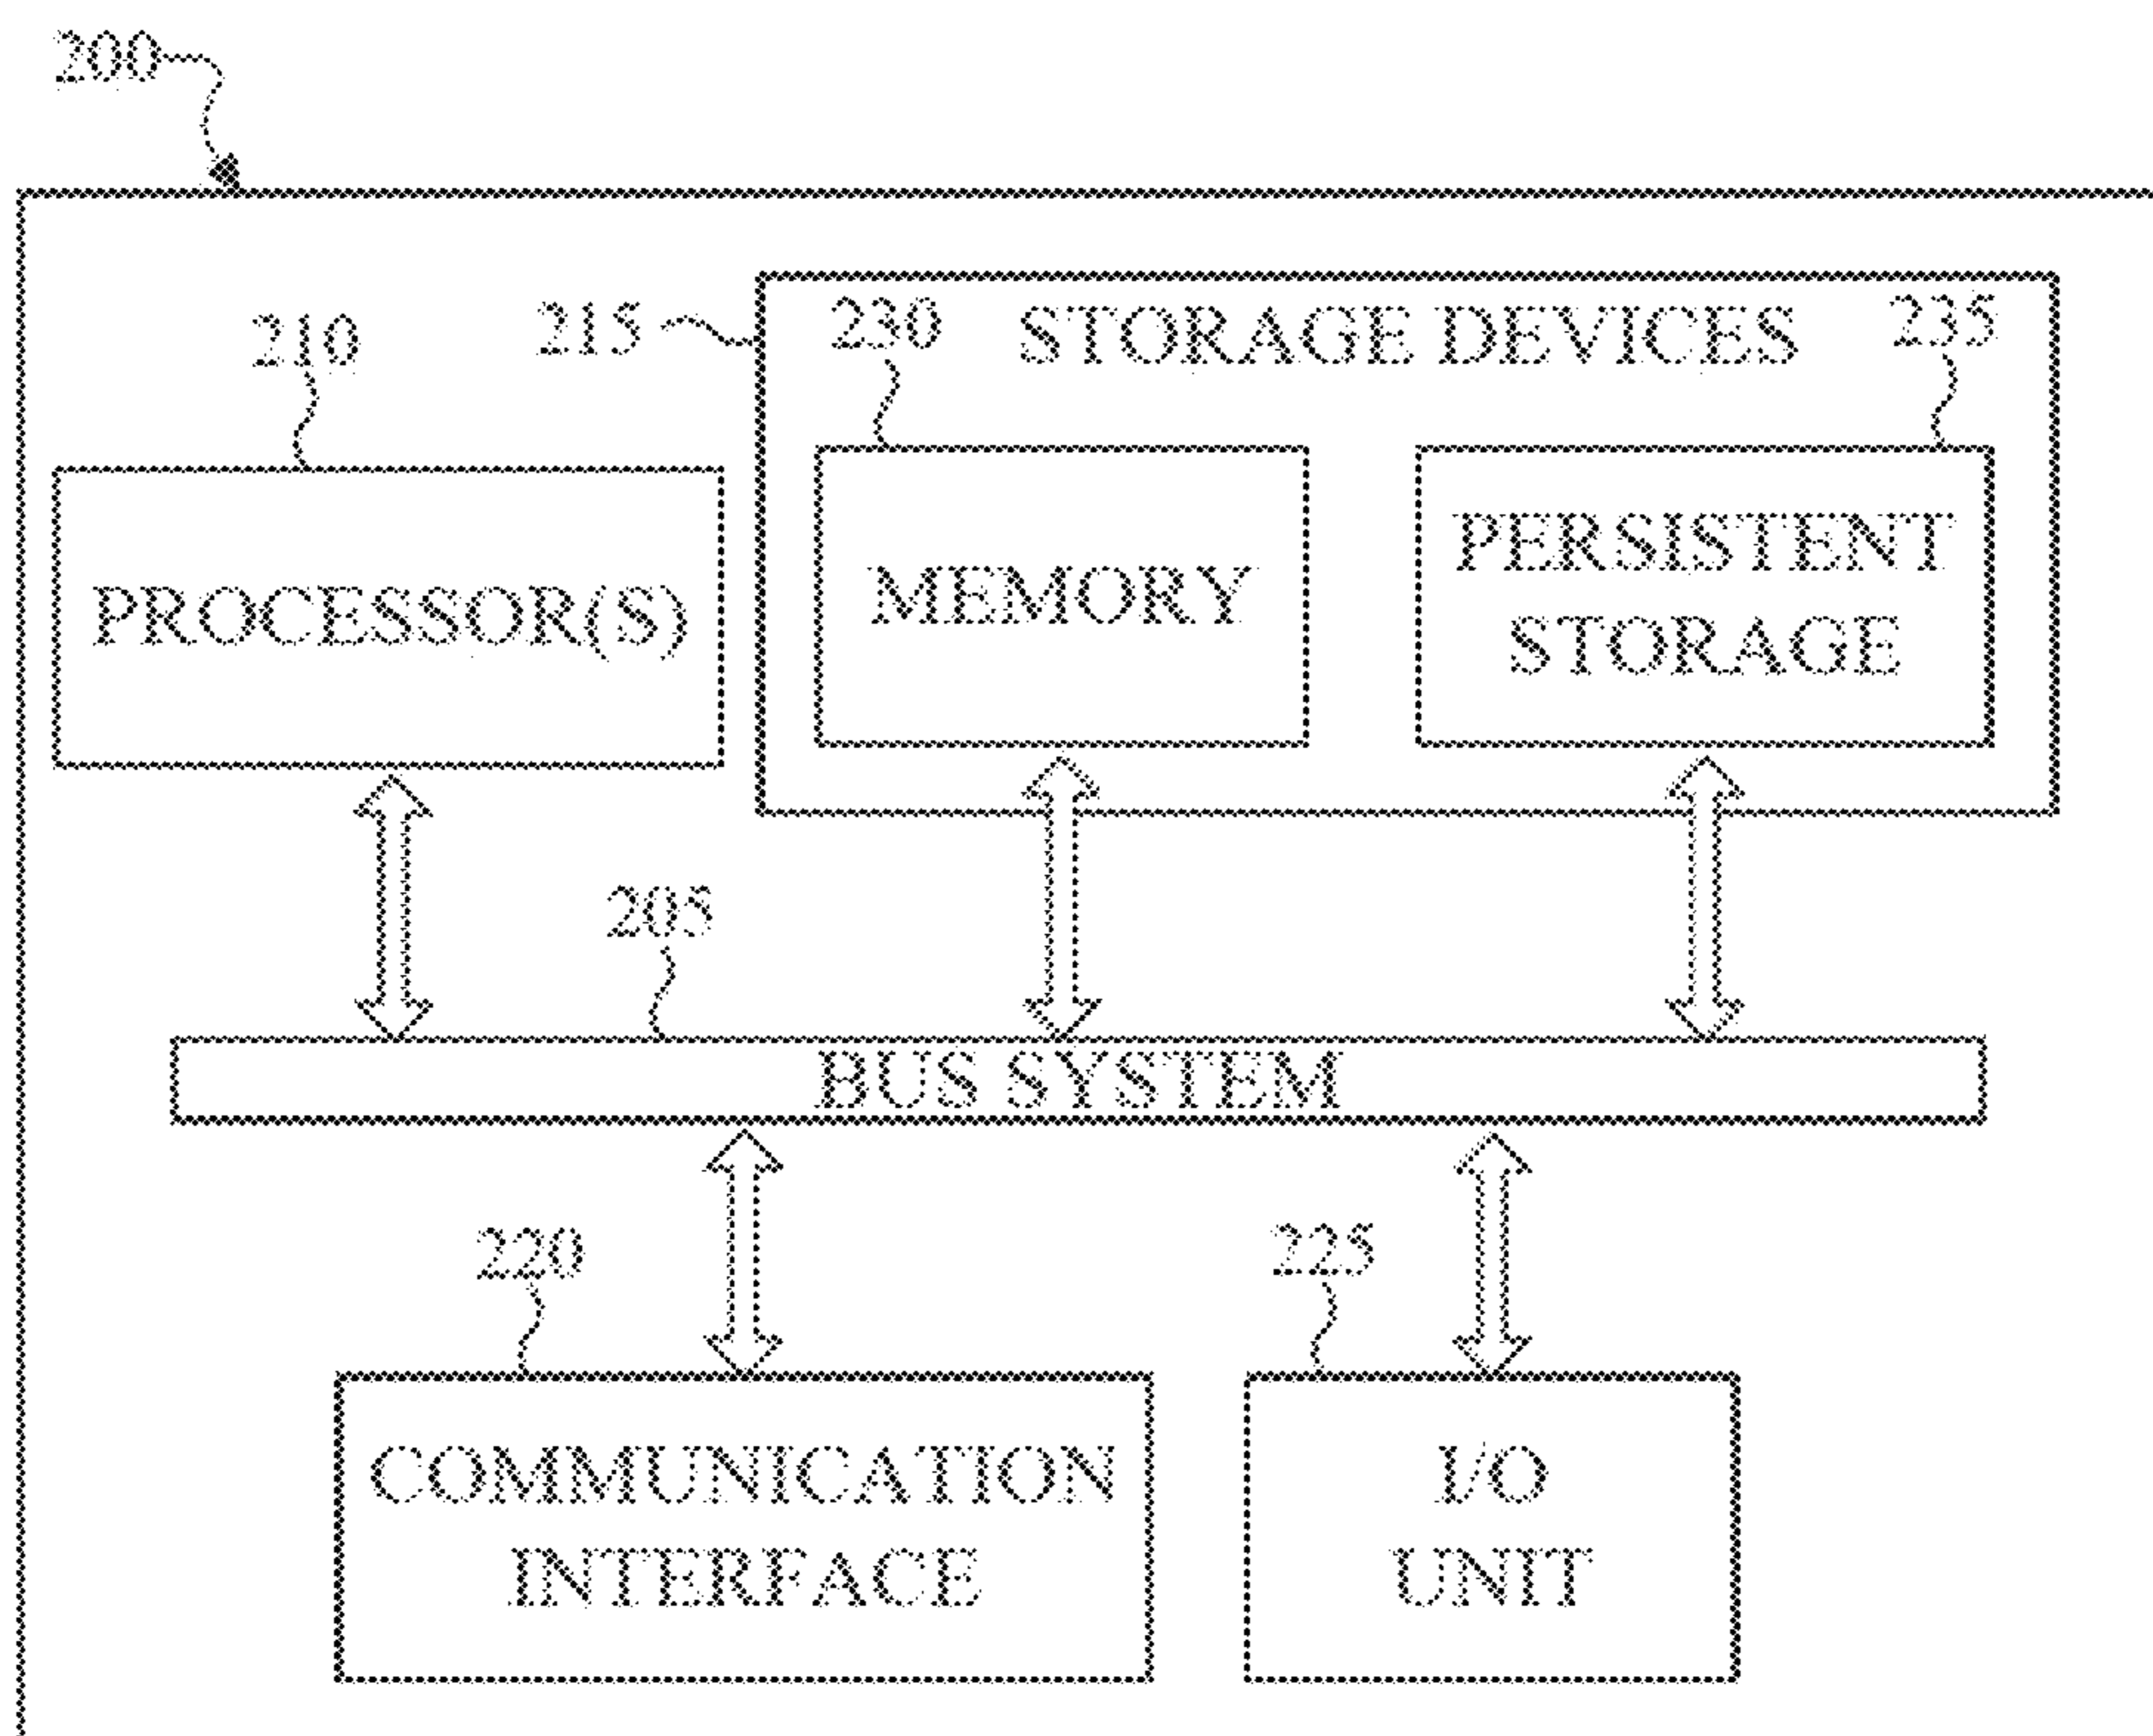 200
210
215
230
STORAGE DEVICES
235
PROCESSOR(S)
MEMORY
PERSISTENT
STORAGE
205
BUS SYSTEM
220
225
COMMUNICATION
INTERFACE
I/O
UNIT